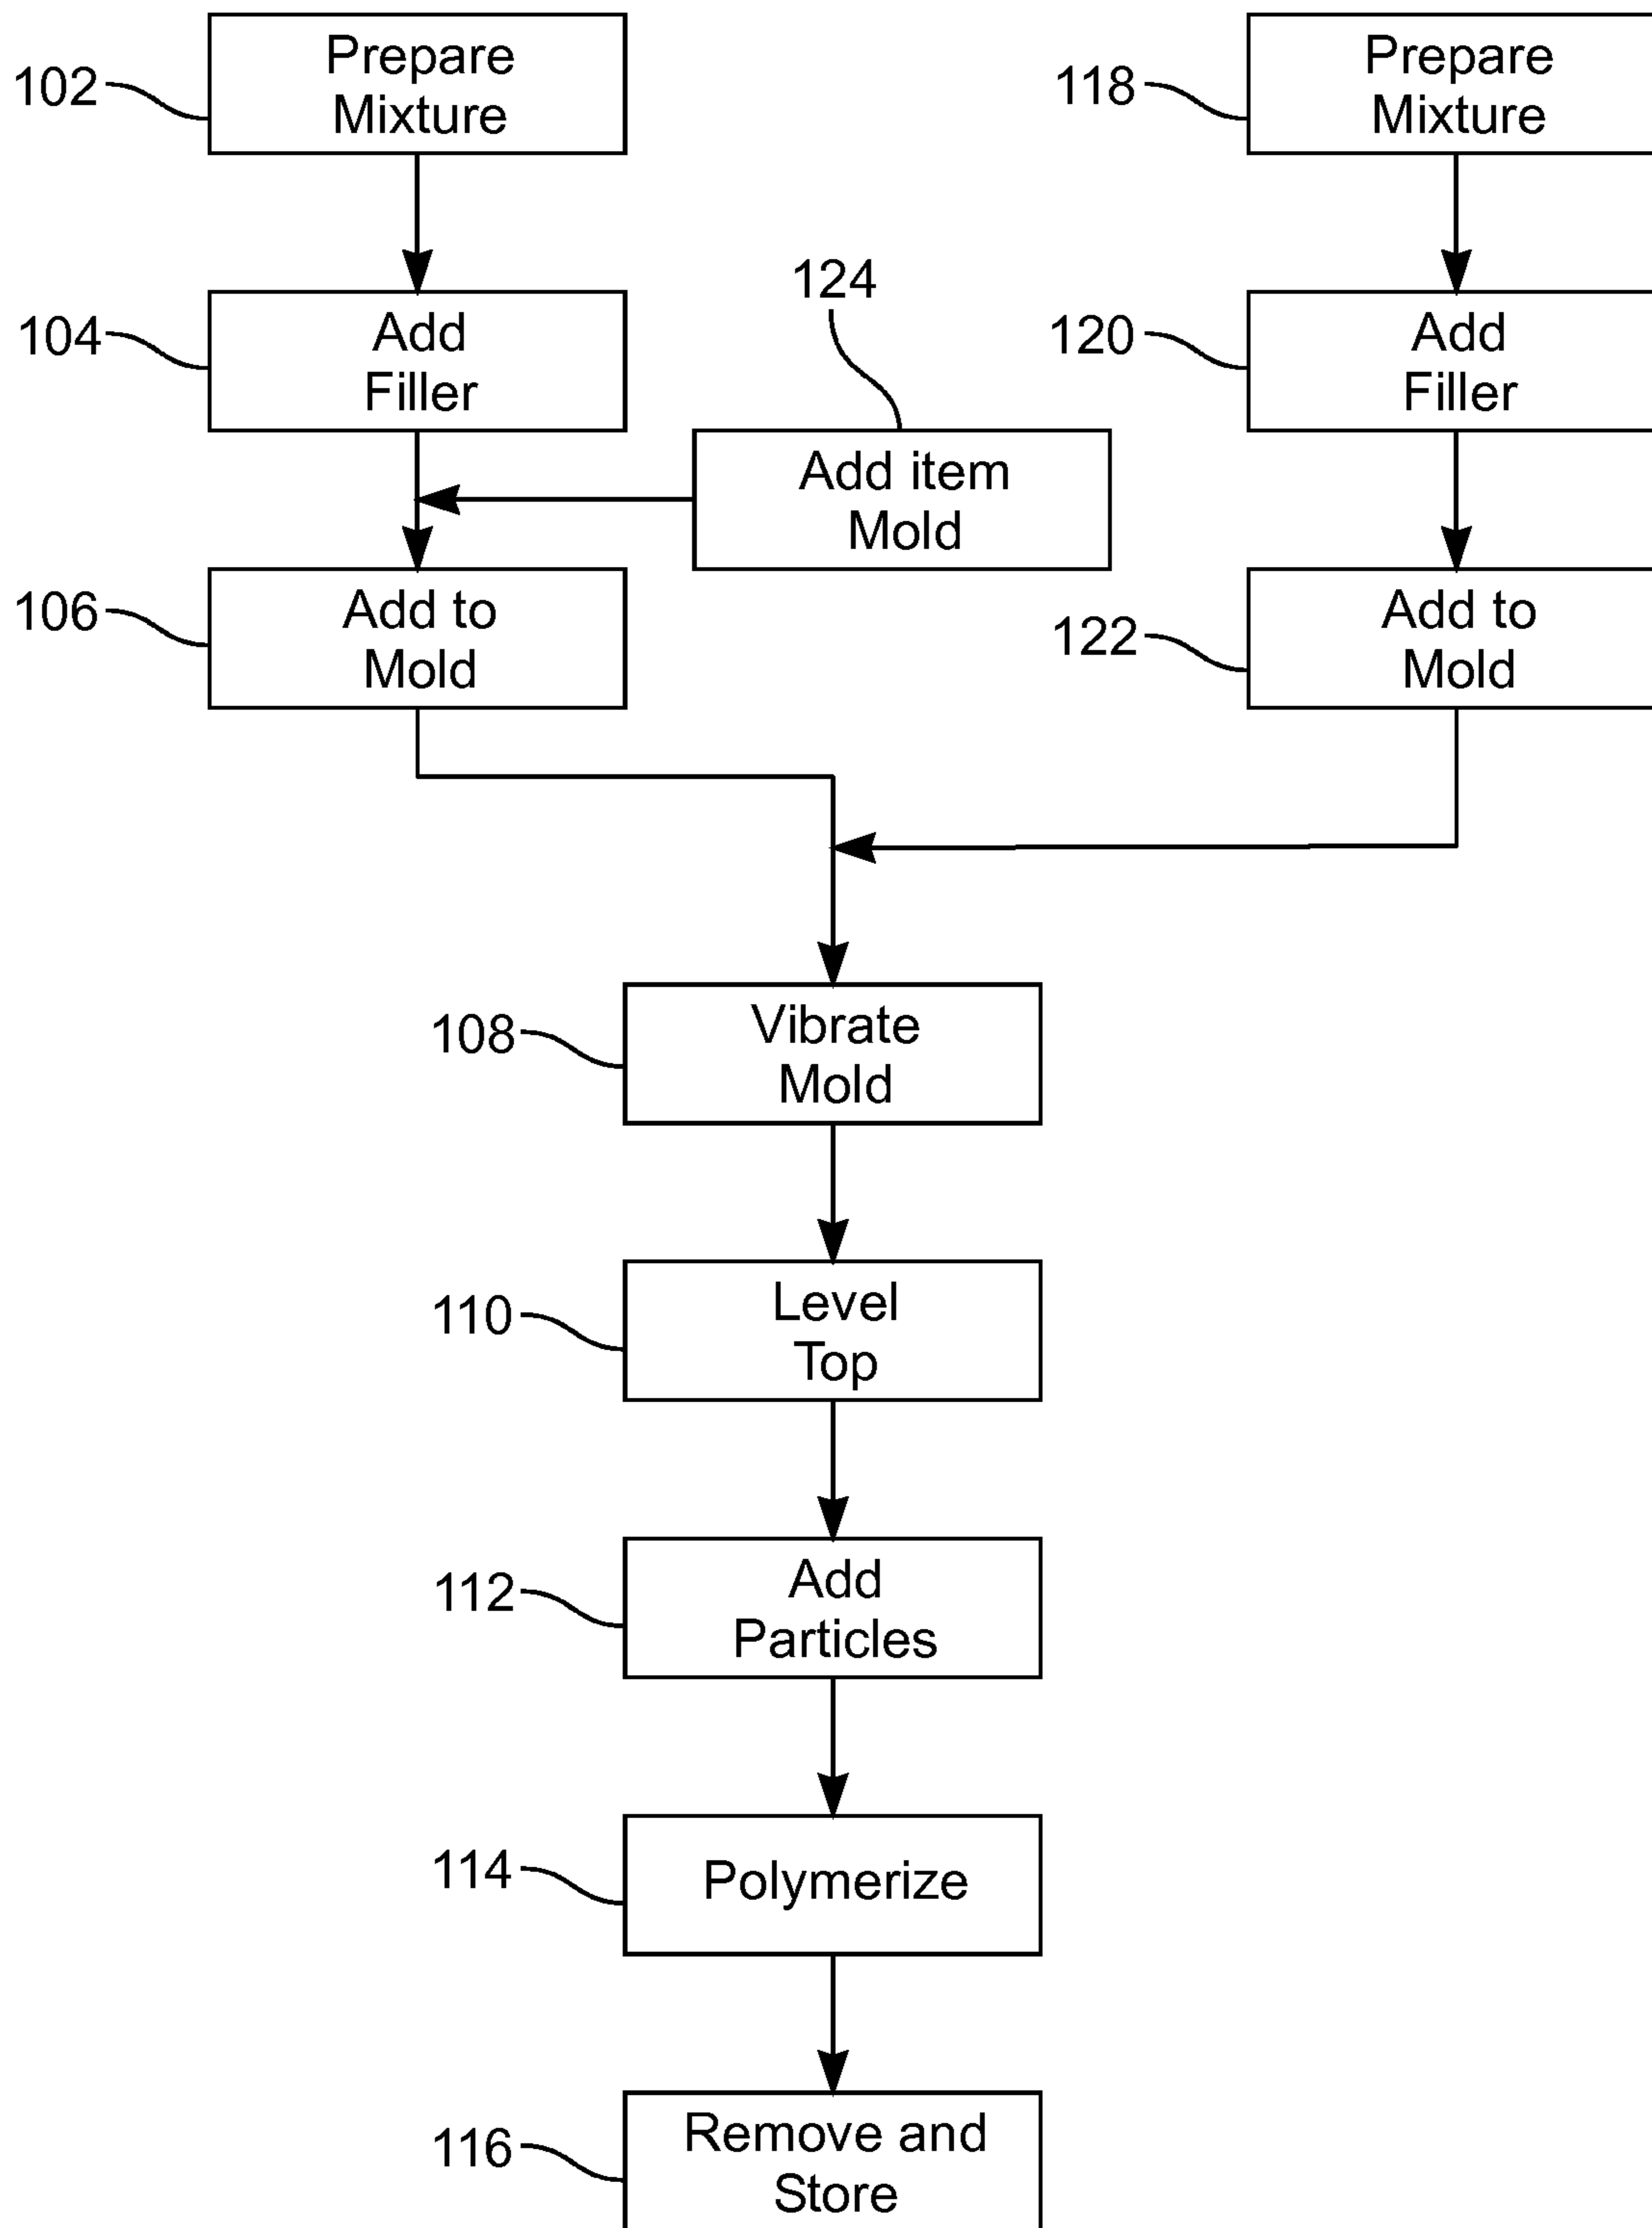 102
Prepare
Mixture
118
Prepare
Mixture
104
Add
Filler
124
120
Add
Filler
Add item
Mold
106
Add to
Mold
122
Add to
Mold
108
Vibrate
Mold
110
Level
Top
112
Add
Particles
114
Polymerize
116
Remove and
Store